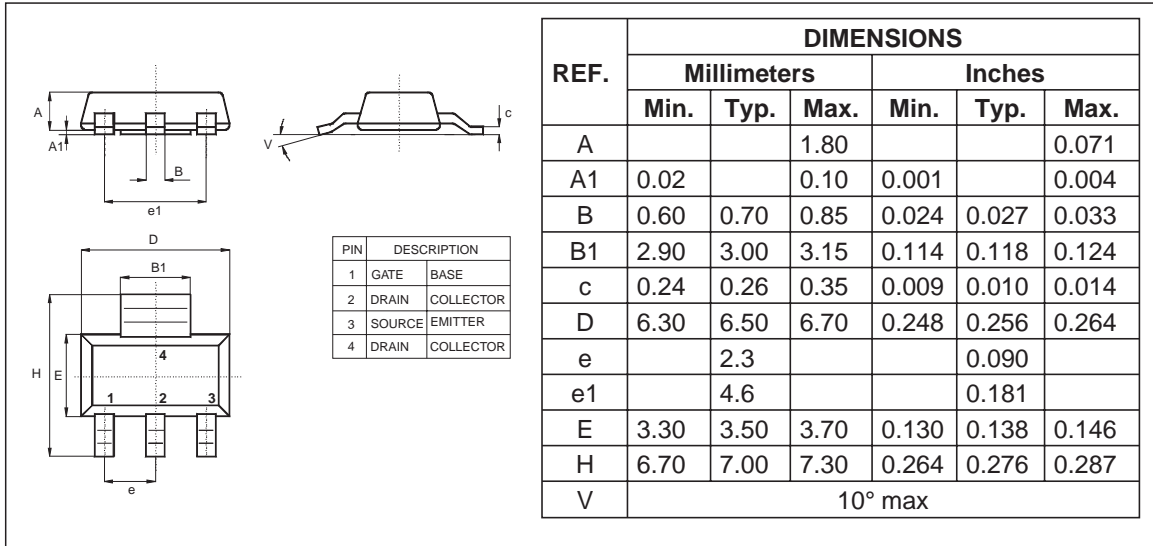 A
A1
B
e1
V
c
D
B1
H
E
4
1 2 3
e
PIN DESCRIPTION
1 GATE BASE
2 DRAIN COLLECTOR
3 SOURCE EMITTER
4 DRAIN COLLECTOR
REF. DIMENSIONS
Millimeters Inches
Min. Typ. Max. Min. Typ. Max.
A 1.80 0.071
A1 0.02 0.10 0.001 0.004
B 0.60 0.70 0.85 0.024 0.027 0.033
B1 2.90 3.00 3.15 0.114 0.118 0.124
c 0.24 0.26 0.35 0.009 0.010 0.014
D 6.30 6.50 6.70 0.248 0.256 0.264
e 2.3 0.090
e1 4.6 0.181
E 3.30 3.50 3.70 0.130 0.138 0.146
H 6.70 7.00 7.30 0.264 0.276 0.287
V 10° max